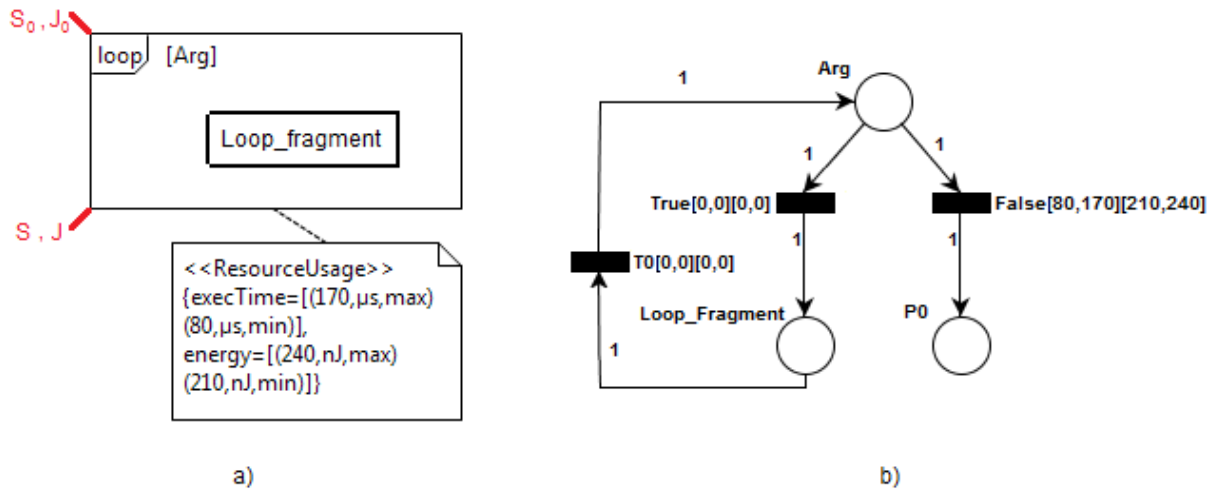 S0 , J0
loop [Arg]
Loop_fragment
S , J
<<ResourceUsage>>
{execTime=[(170,µs,max)
(80,µs,min)],
energy=[(240,nJ,max)
(210,nJ,min)]}
a)
1
Arg
1
1
True[0,0][0,0]
False[80,170][210,240]
1
1
T0[0,0][0,0]
Loop_Fragment
P0
1
b)